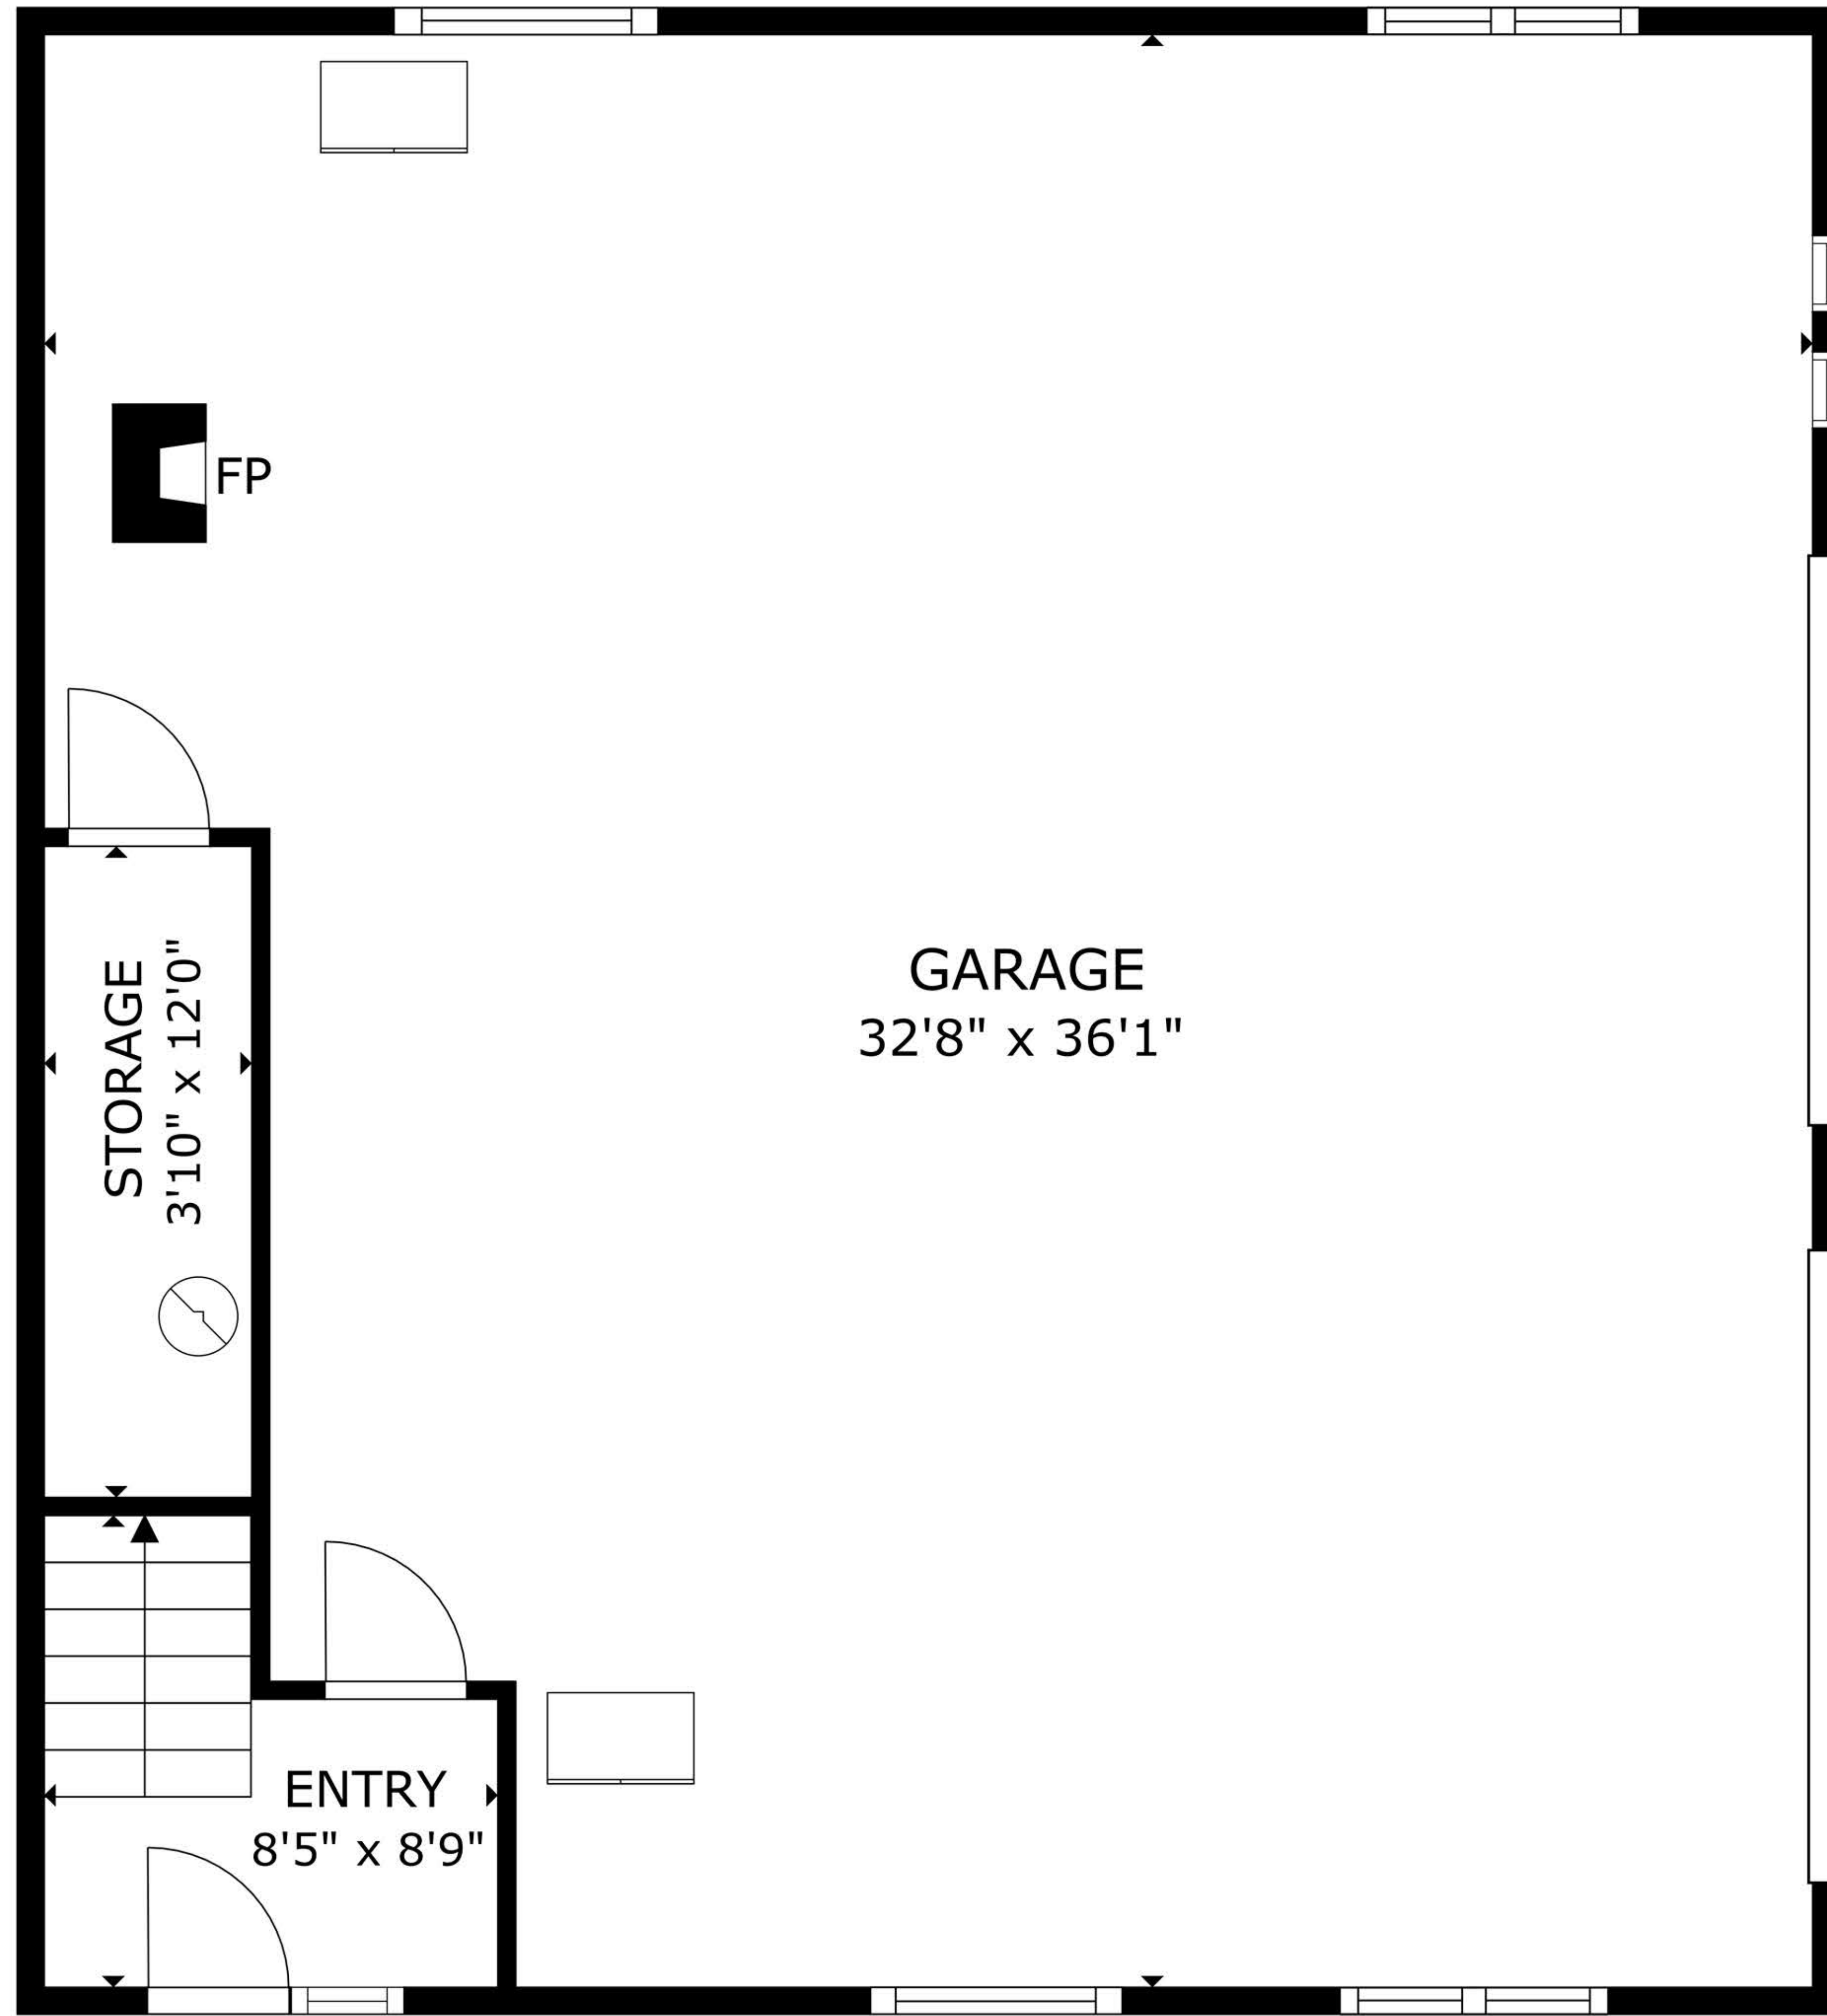 FP
GARAGE
32'8" x 36'1"
STORAGE
3'10" x 12'0"
ENTRY
8'5" x 8'9"